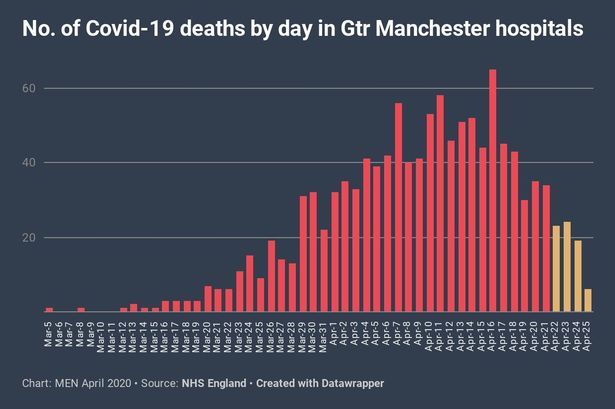 No. of Covid-19 deaths by day in Gtr Manchester hospitals
60
40
20
Mar-5
Mar-6
Mar-7
Mar-8
Mar-9
Mar-10
Mar-11
Mar-12
Mar-13
Mar-14
Mar-15
Mar-16
Mar-17
Mar-18
Mar-19
Mar-20
Mar-21
Mar-22
Mar-23
Mar-24
Mar-25
Mar-26
Mar-27
Mar-28
Mar-29
Mar-30
Mar-31
Apr-1
Apr-2
Apr-3
Apr-4
Apr-5
Apr-6
Apr-7
Apr-8
Apr-9
Apr-10
Apr-11
Apr-12
Apr-13
Apr-14
Apr-15
Apr-16
Apr-17
Apr-18
Apr-19
Apr-20
Apr-21
Apr-22
Apr-23
Apr-24
Apr-25
Chart: MEN April 2020 • Source: NHS England • Created with Datawrapper